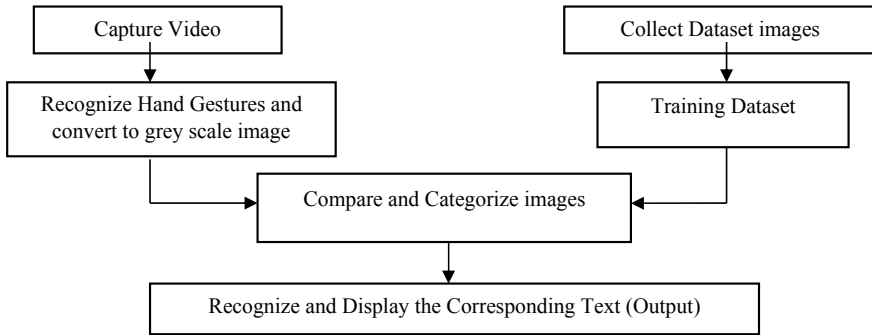 Capture Video
Collect Dataset images
Recognize Hand Gestures and
convert to grey scale image
Training Dataset
Compare and Categorize images
Recognize and Display the Corresponding Text (Output)